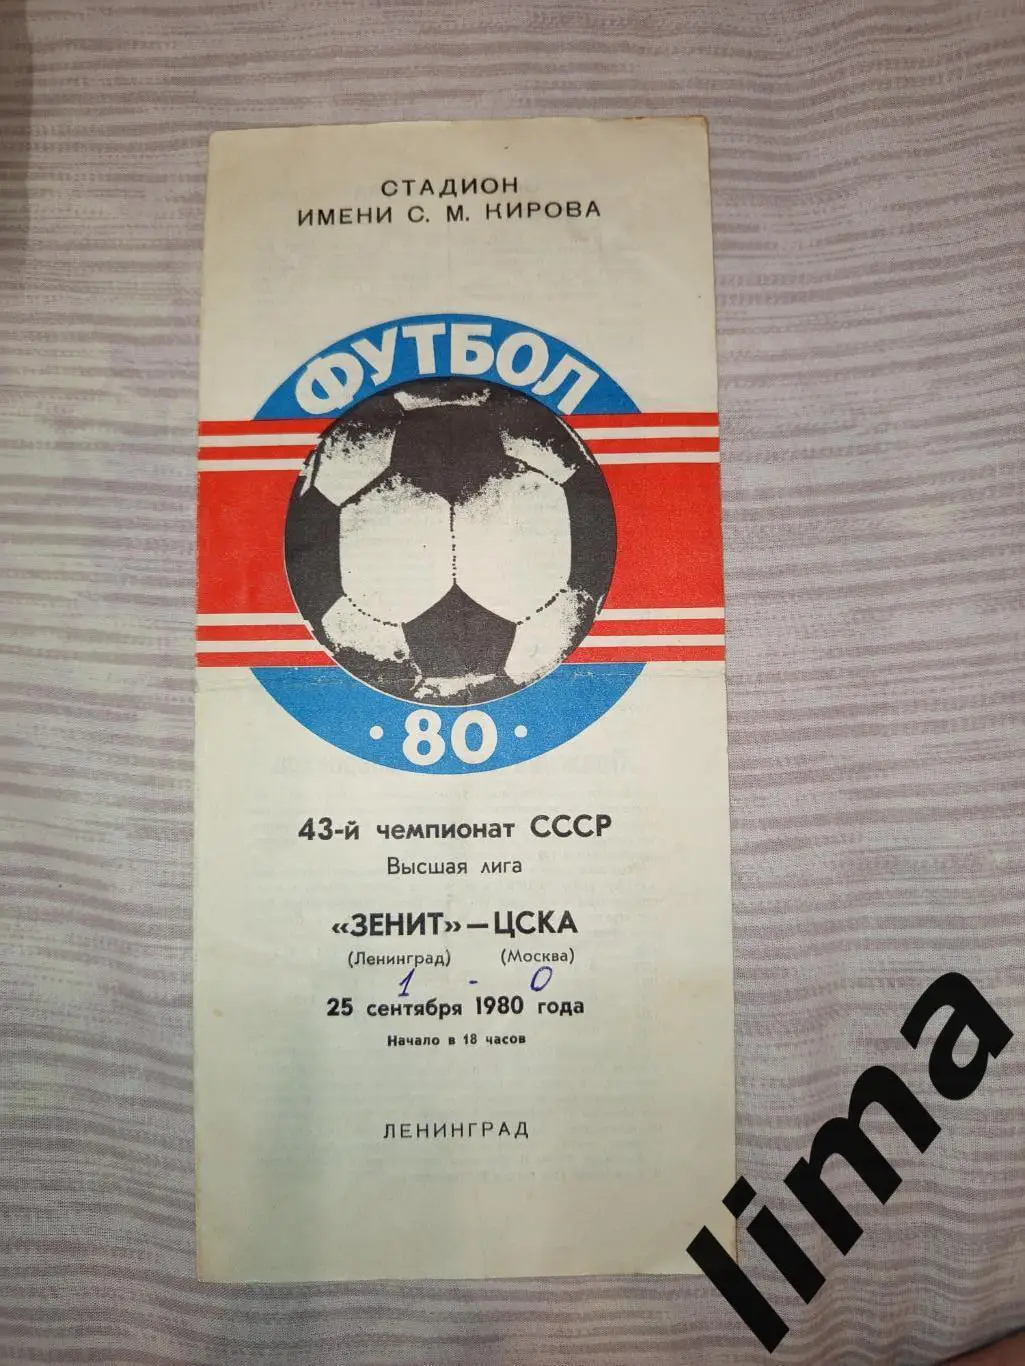 СТАДИОН
ИМЕНИ С. М. КИРОВА
ФУТБОЛ
·80·
43-й чемпионат СССР
Высшая лига
«ЗЕНИТ»—ЦСКА
(Ленинград) (Москва)
1 - 0
25 сентября 1980 года
Начало в 18 часов
ЛЕНИНГРАД
lima